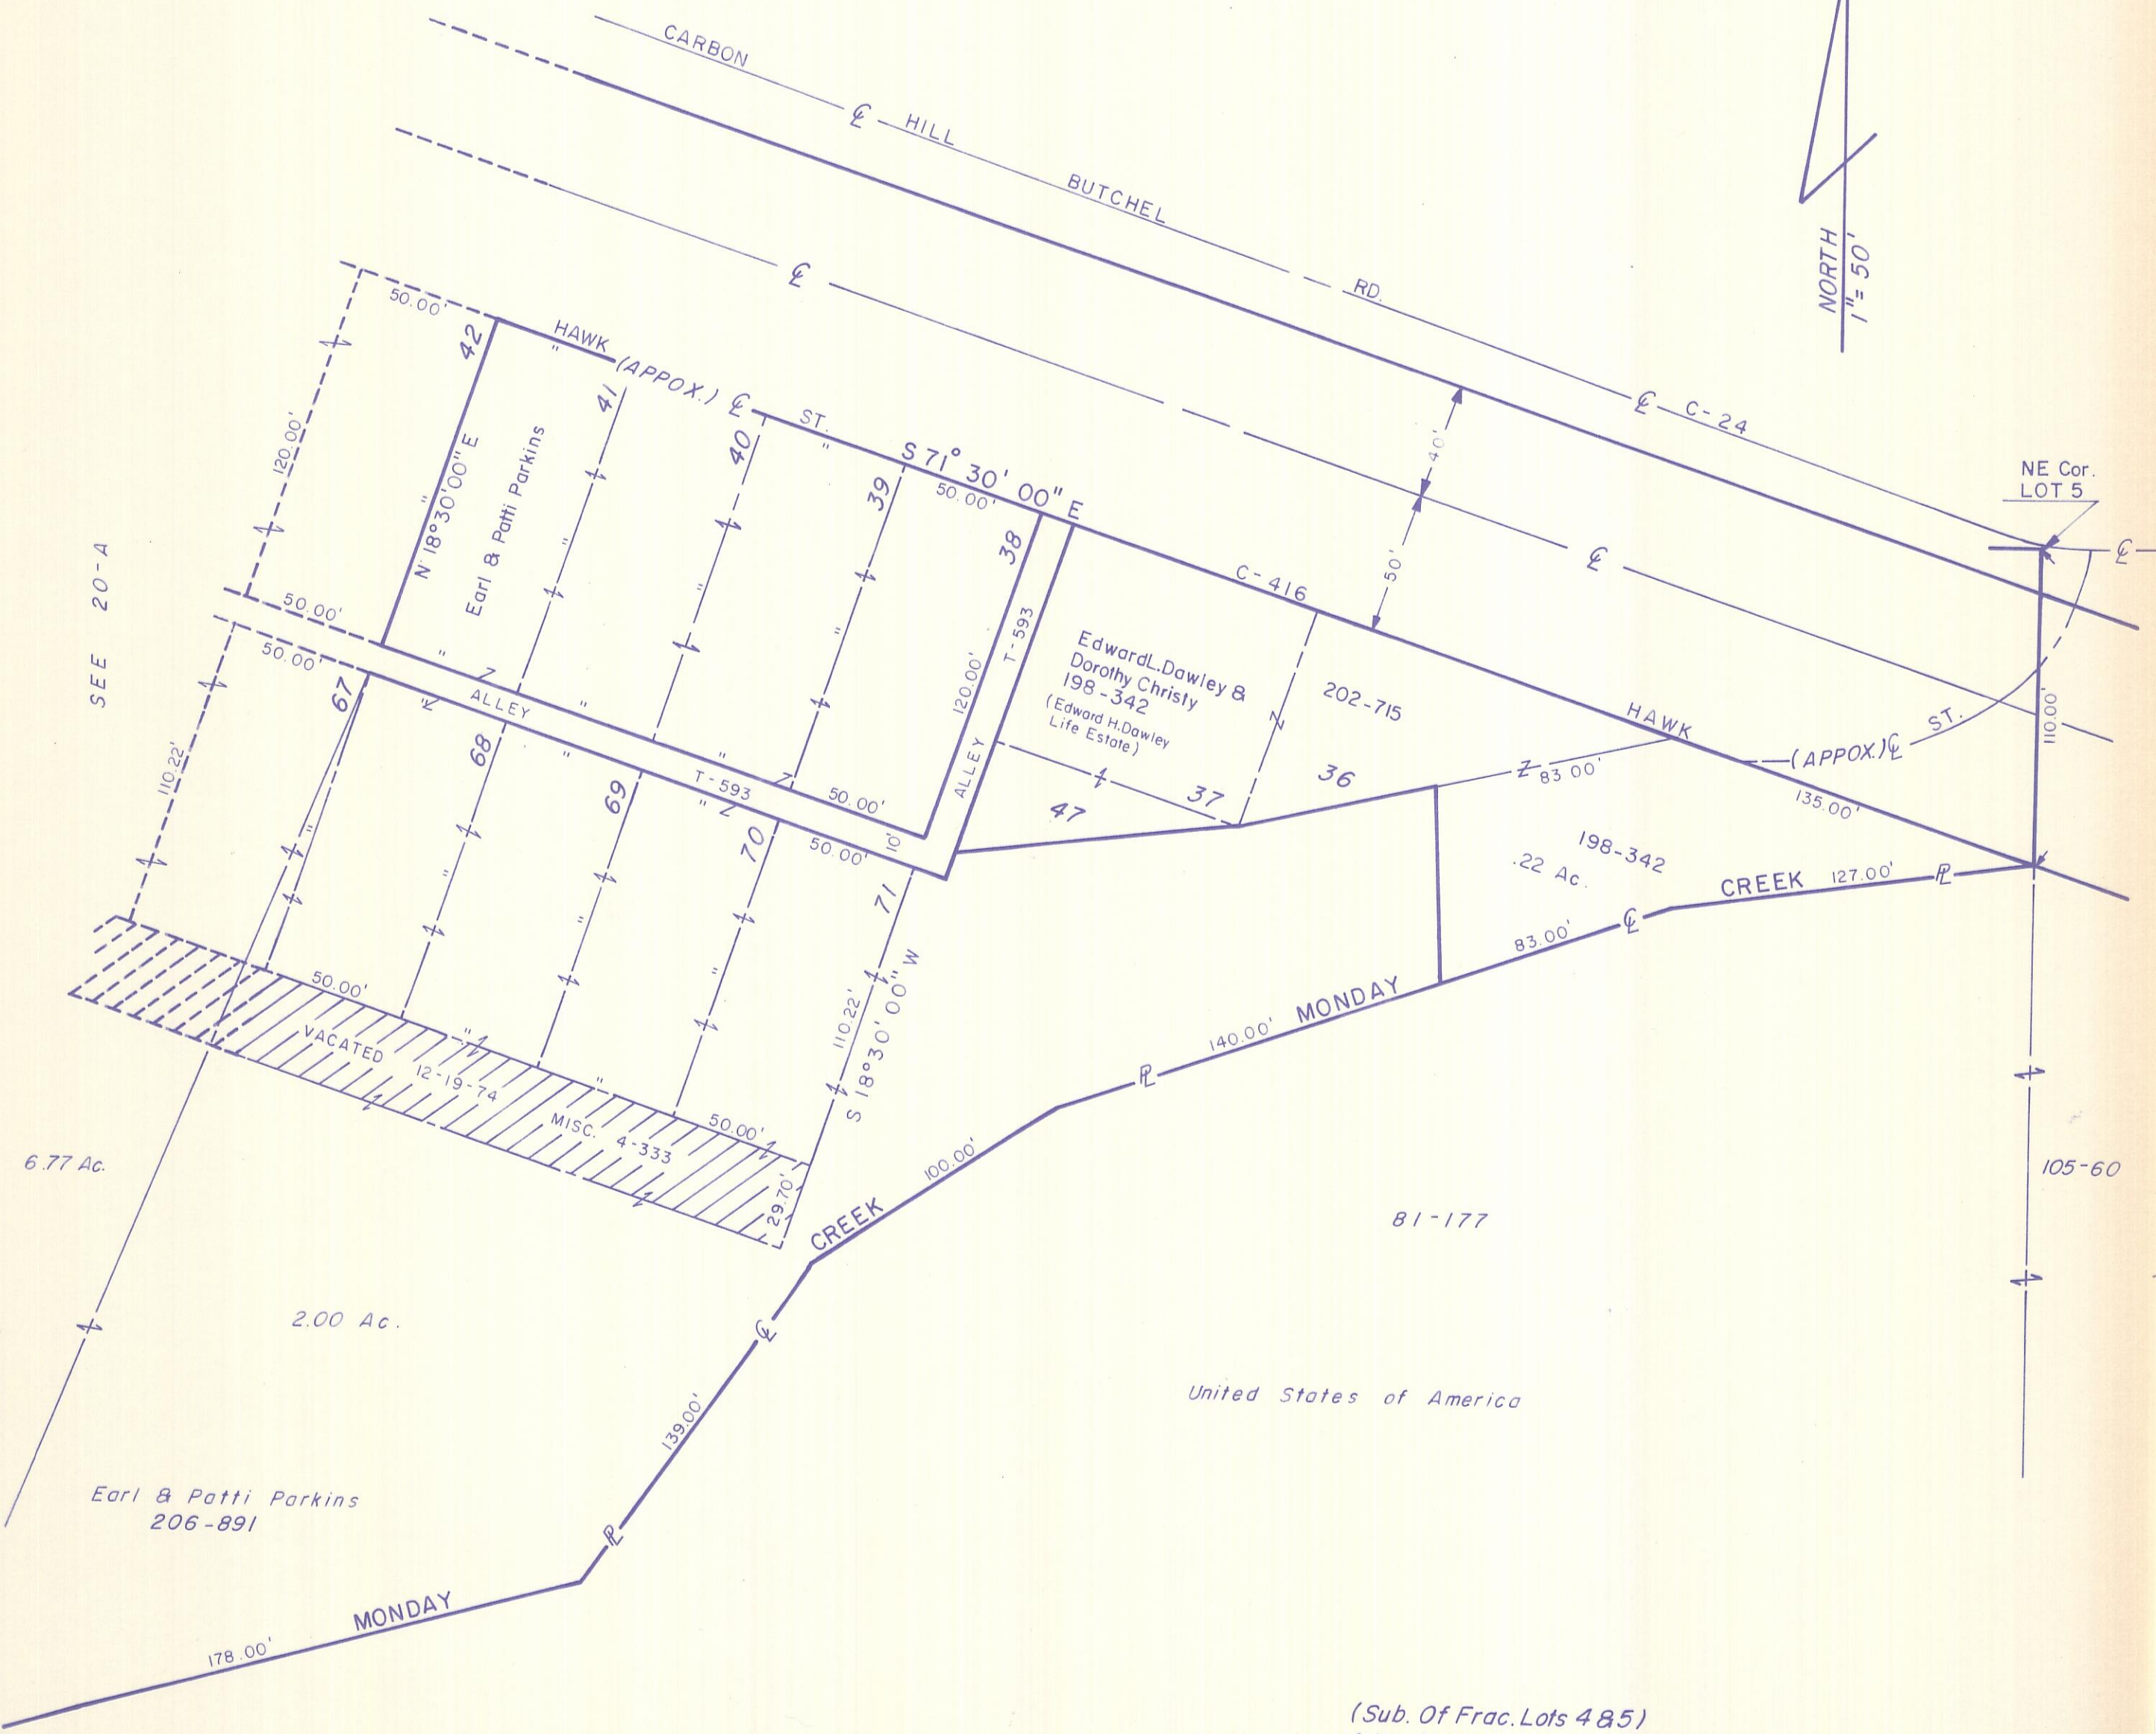 CARBON
℄ HILL
BUTCHEL
RD.
℄ C-24
NORTH
1"= 50'
℄
℄
40'
50'
NE Cor.
LOT 5
℄
110.00'
50.00'
42
HAWK
"
(APPOX.) ℄
ST.
"
S 71° 30' 00" E
50.00'
120.00'
N 18°30'00" E
"
Earl & Patti Parkins
41
"
40
"
39
"
38
120.00'
T-593
ALLEY
C-416
HAWK
(APPOX.) ℄ ST.
135.00'
Edward L. Dawley &
Dorothy Christy
198-342
(Edward H. Dawley
Life Estate)
202-715
36
37
47
83.00'
198-342
.22 Ac.
CREEK 127.00' PL
83.00' ℄
MONDAY
140.00'
PL
100.00'
CREEK
℄
139.00'
PL
MONDAY
178.00'
SEE 20-A
50.00'
50.00'
"
"
"
50.00'
10'
ALLEY
T-593
"
"
"
50.00'
67
68
69
70
71
110.22'
"
"
"
"
110.22'
S 18°30'00" W
50.00'
"
"
50.00'
29.70'
VACATED
12-19-74
MISC. 4-333
6.77 Ac.
2.00 Ac.
Earl & Patti Parkins
206-891
81-177
105-60
United States of America
(Sub. Of Frac. Lots 4&5)